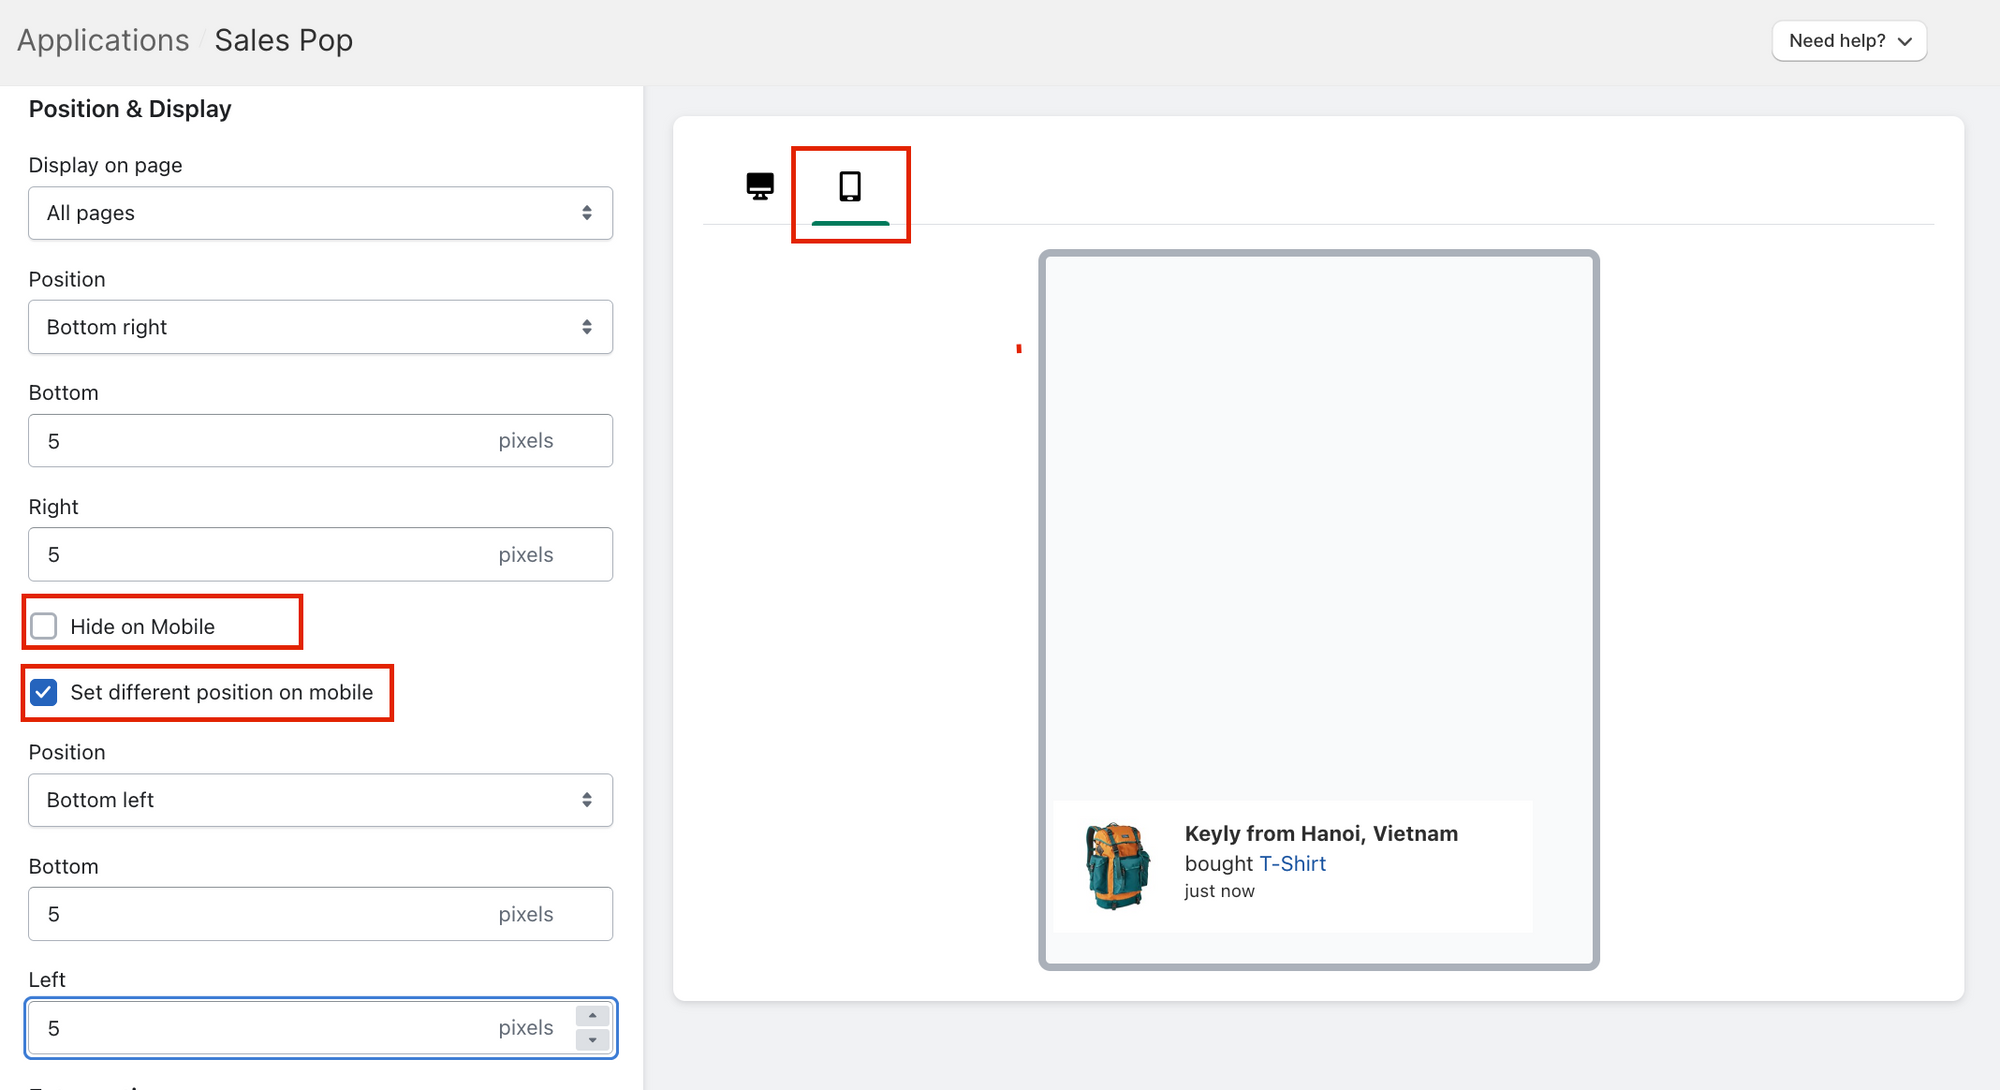 Applications / Sales Pop
Need help?
Position & Display
Display on page
All pages
Position
Bottom right
Bottom
5 pixels
Right
5 pixels
Hide on Mobile
Set different position on mobile
Position
Bottom left
Bottom
5 pixels
Left
5 pixels
Keyly from Hanoi, Vietnam
bought T-Shirt
just now